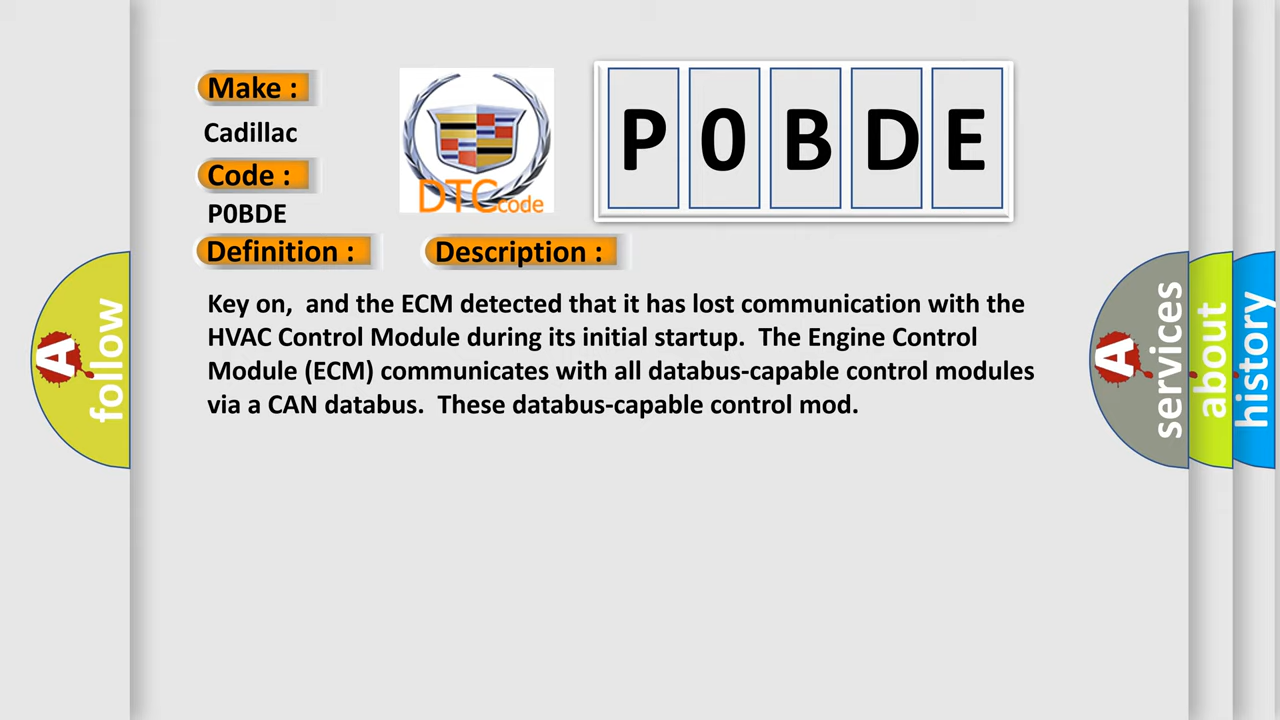 Make :
Cadillac
Code :
P0BDE
Definition :
Description :
DTCcode
P0BDE
Key on,  and the ECM detected that it has lost communication with the
HVAC Control Module during its initial startup  The Engine Control
Module (ECM) communicates with all databus-capable control modules
via a CAN databus  These databus-capable control mod.
A follow
A services
about
history